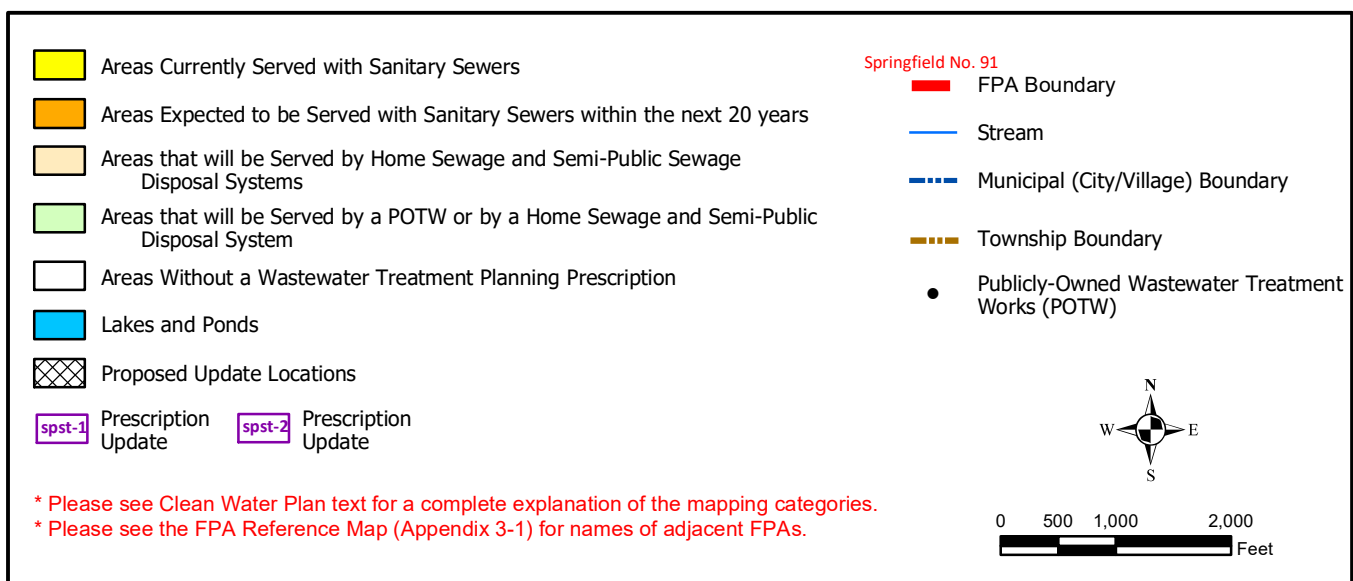 Areas Currently Served with Sanitary Sewers
Areas Expected to be Served with Sanitary Sewers within the next 20 years
Areas that will be Served by Home Sewage and Semi-Public Sewage
Disposal Systems
Areas that will be Served by a POTW or by a Home Sewage and Semi-Public
Disposal System
Areas Without a Wastewater Treatment Planning Prescription
Lakes and Ponds
Proposed Update Locations
spst-1 Prescription Update
spst-2 Prescription Update
* Please see Clean Water Plan text for a complete explanation of the mapping categories.
* Please see the FPA Reference Map (Appendix 3-1) for names of adjacent FPAs.
Springfield No. 91
FPA Boundary
Stream
Municipal (City/Village) Boundary
Township Boundary
Publicly-Owned Wastewater Treatment
Works (POTW)
N
W E
S
0 500 1,000 2,000
Feet